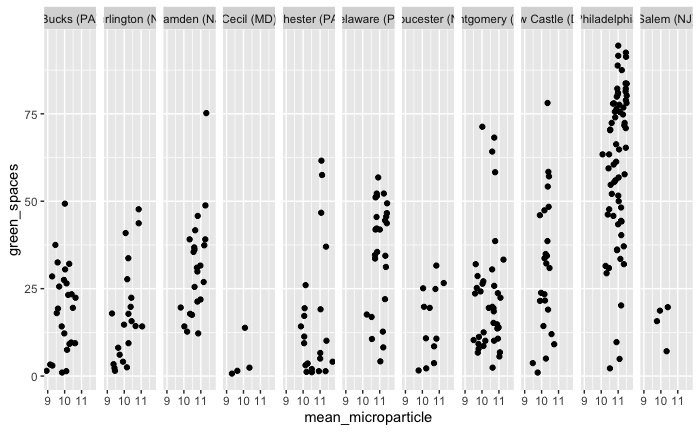 Bucks (PA rlington (N amden (N. Cecil (MD) hester (PA elaware (P oucester (N ntgomery ( w Castle (D Philadelphi Salem (NJ
75
50
25
0
9 10 11 9 10 11 9 10 11 9 10 11 9 10 11 9 10 11 9 10 11 9 10 11 9 10 11 9 10 11 9 10 11
green_spaces
mean_microparticle